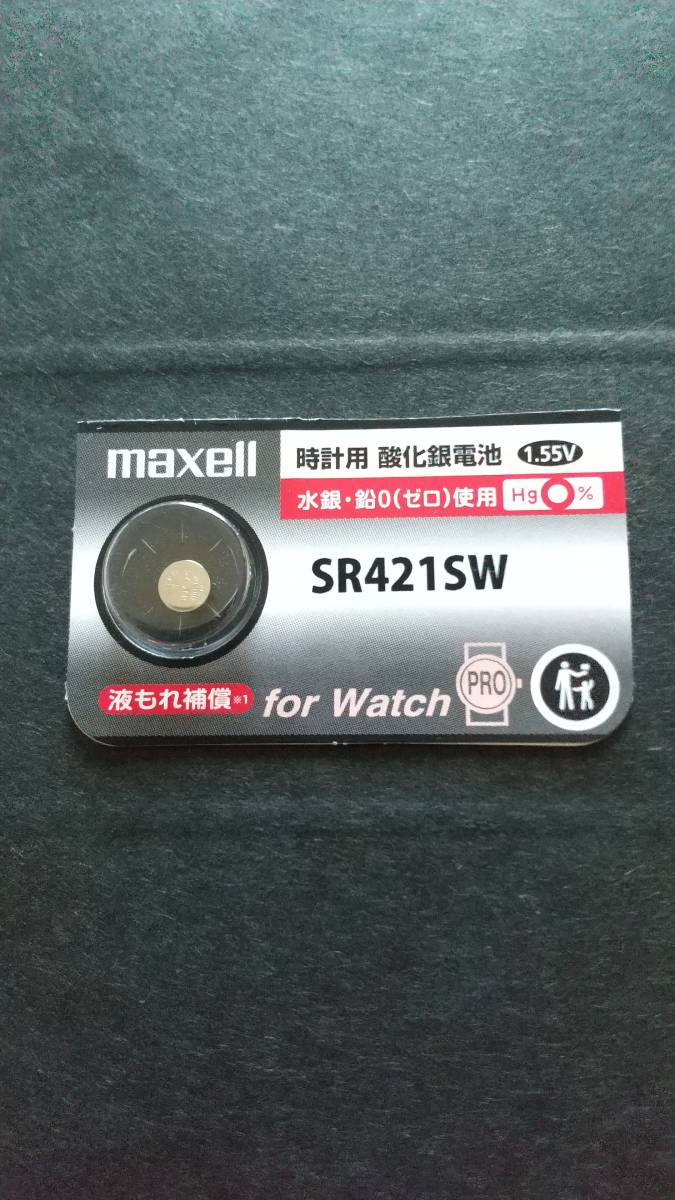 maxell
時計用 酸化銀電池 1.55V
水銀・鉛0(ゼロ)使用 Hg0%
SR421SW
液もれ補償※1
for Watch
PRO